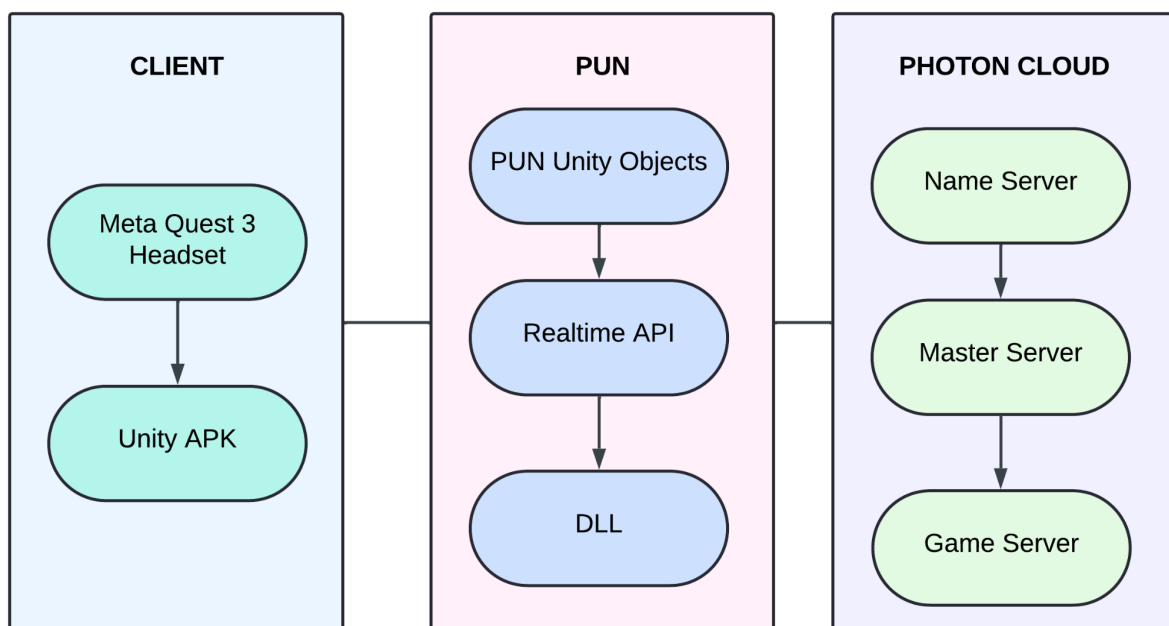 CLIENT
Meta Quest 3
Headset
Unity APK
PUN
PUN Unity Objects
Realtime API
DLL
PHOTON CLOUD
Name Server
Master Server
Game Server